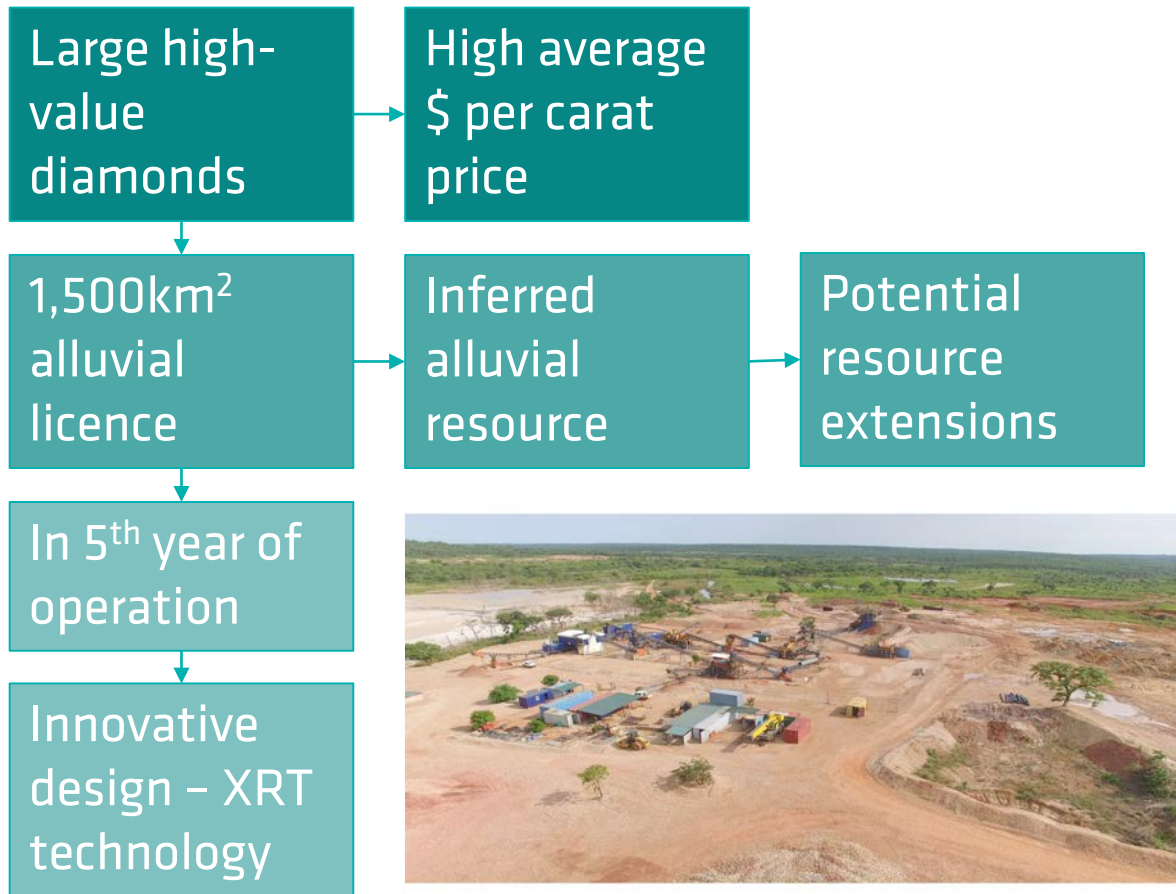 Large high-
value
diamonds
High average
$ per carat
price
1,500km²
alluvial
licence
Inferred
alluvial
resource
Potential
resource
extensions
In 5ᵗʰ year of
operation
Innovative
design – XRT
technology